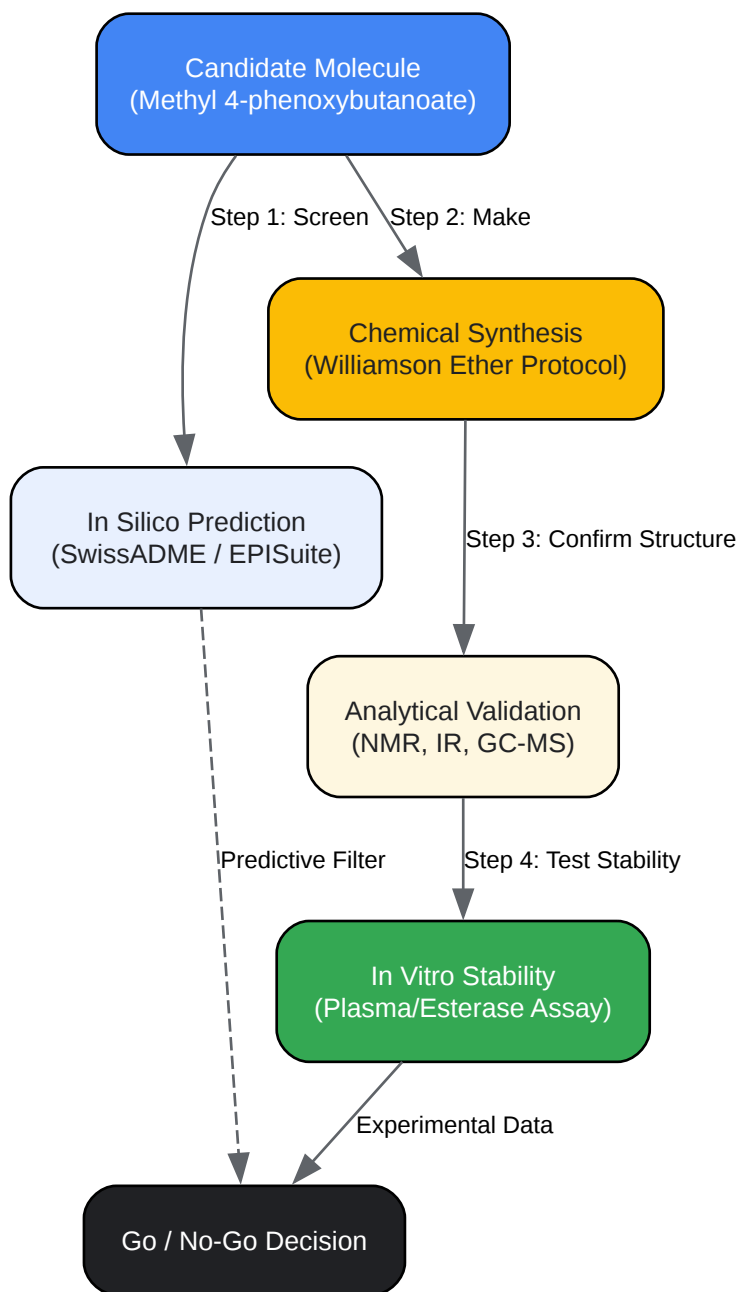 Candidate Molecule
(Methyl 4-phenoxybutanoate)
Step 1: Screen
Step 2: Make
Chemical Synthesis
(Williamson Ether Protocol)
In Silico Prediction
(SwissADME / EPISuite)
Step 3: Confirm Structure
Analytical Validation
(NMR, IR, GC-MS)
Predictive Filter
Step 4: Test Stability
In Vitro Stability
(Plasma/Esterase Assay)
Experimental Data
Go / No-Go Decision